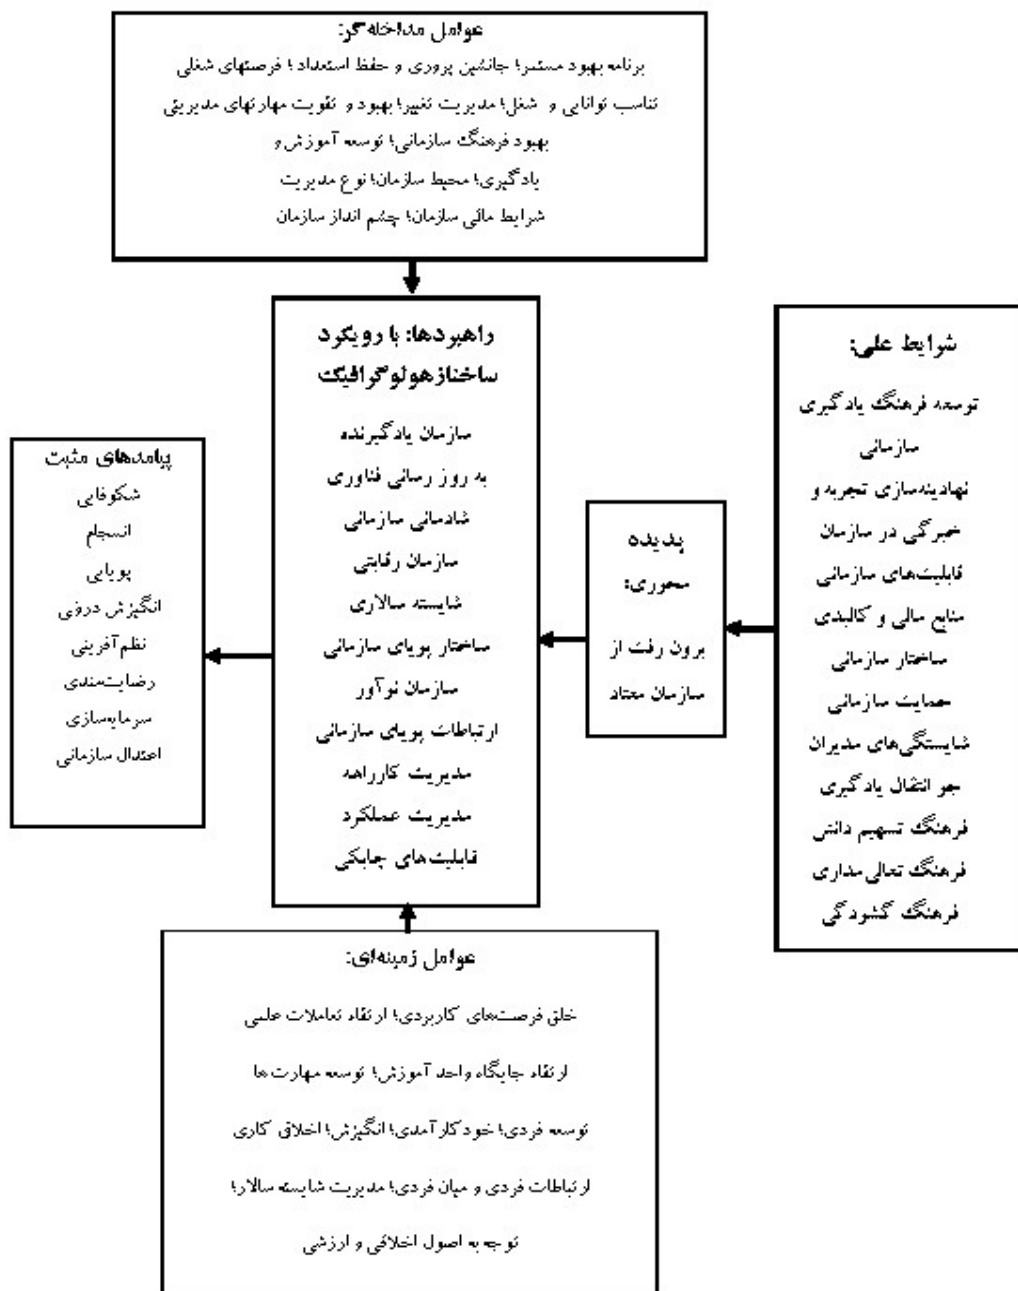 عوامل مداخله‌گر:
برنامه بهبود مستمر؛ جانشین پروری و حفظ استعداد؛ فرصتهای شغلی
تناسب توانایی و شغل؛ مدیریت تغییر؛ بهبود و تقویت مهارتهای مدیریتی
بهبود فرهنگ سازمانی؛ توسعه آموزش و
یادگیری؛ محیط سازمان؛ نوع مدیریت
شرایط مالی سازمان؛ چشم انداز سازمان
شرایط علی:
توسعه فرهنگ یادگیری
سازمانی
نهادینه‌سازی تجربه و
خبرگی در سازمان
قابلیت‌های سازمانی
منابع مالی و کالبدی
ساختار سازمانی
حمایت سازمانی
شایستگی‌های مدیران
جو انتقال یادگیری
فرهنگ تسهیم دانش
فرهنگ تعالی‌مداری
فرهنگ گشودگی
پدیده
محوری:
برون رفت از
سازمان معتاد
راهبردها: با رویکرد
ساختارهولوگرافیک
سازمان یادگیرنده
به روز رسانی فناوری
شادمانی سازمانی
سازمان رقابتی
شایسته سالاری
ساختار پویای سازمانی
سازمان نوآور
ارتباطات پویای سازمانی
مدیریت کارراهه
مدیریت عملکرد
قابلیت‌های چابکی
پیامدهای مثبت
شکوفایی
انسجام
پویایی
انگیزش درونی
نظم‌آفرینی
رضایت‌مندی
سرمایه‌سازی
اعتدال سازمانی
عوامل زمینه‌ای:
خلق فرصت‌های کاربردی؛ ارتقاء تعاملات علمی
ارتقاء جایگاه واحد آموزش؛ توسعه مهارت ها
توسعه فردی؛ خودکارآمدی؛ انگیزش؛ اخلاق کاری
ارتباطات فردی و میان فردی؛ مدیریت شایسته سالار؛
توجه به اصول اخلاقی و ارزشی